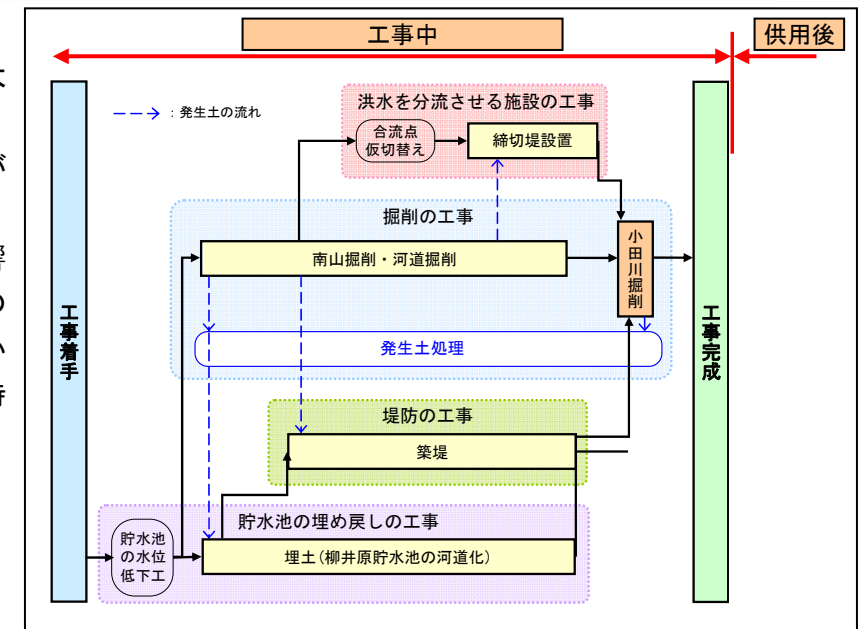 工事中
供用後
：発生土の流れ
洪水を分流させる施設の工事
合流点
仮切替え
締切堤設置
掘削の工事
南山掘削・河道掘削
小田川掘削
発生土処理
工事着手
工事完成
堤防の工事
築堤
貯水池の埋め戻しの工事
貯水池
の水位
低下工
埋土(柳井原貯水池の河道化)